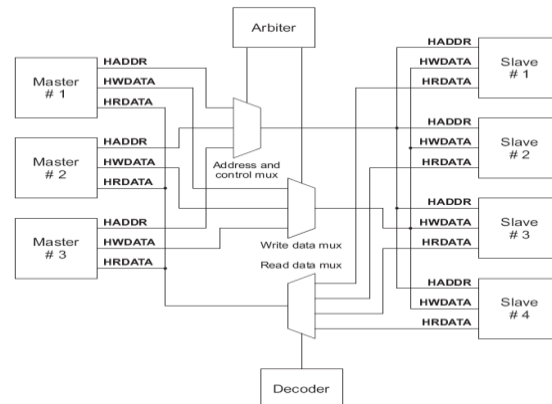 Arbiter
Master
# 1
HADDR
HWDATA
HRDATA
Master
# 2
HADDR
HWDATA
HRDATA
Master
# 3
HADDR
HWDATA
HRDATA
Address and
control mux
Write data mux
Read data mux
Decoder
HADDR
HWDATA
HRDATA
Slave
# 1
HADDR
HWDATA
HRDATA
Slave
# 2
HADDR
HWDATA
HRDATA
Slave
# 3
HADDR
HWDATA
HRDATA
Slave
# 4